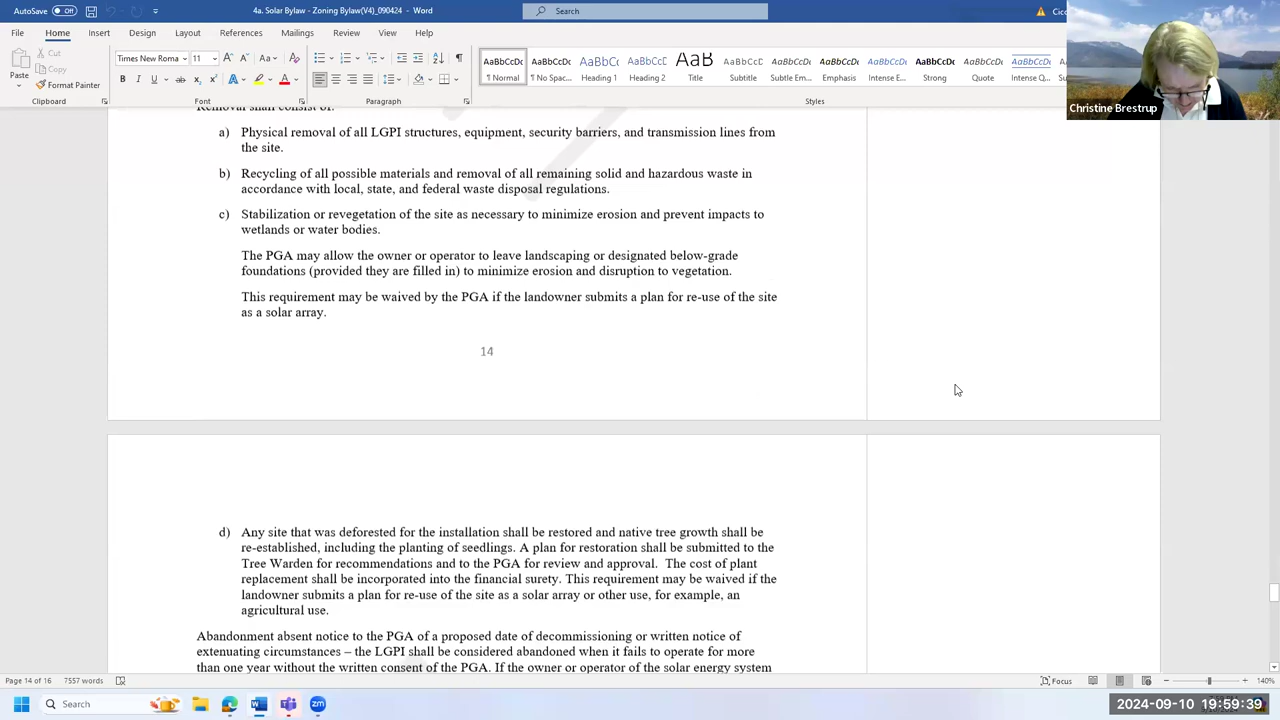 AutoSave Off 4a. Solar Bylaw - Zoning Bylaw(V4)_090424 - Word Search
File Home Insert Draw Design Layout References Mailings Review View Help
Paste Cut Copy Format Painter
Times New Roma 11
AaBbCcDc AaBbCcDc AaBbC AaBbCcC AaB AaBbCcD AaBbCcDi AaBbCcDi AaBbCcDi AaBbCcDc AaBbCcDi AaBbCcDi
¶ Normal ¶ No Spac... Heading 1 Heading 2 Title Subtitle Subtle Em... Emphasis Intense E... Strong Quote Intense Q...
Clipboard Font Paragraph Styles
Christine Brestrup
Removal shall consist of:
a) Physical removal of all LGPI structures, equipment, security barriers, and transmission lines from
the site.
b) Recycling of all possible materials and removal of all remaining solid and hazardous waste in
accordance with local, state, and federal waste disposal regulations.
c) Stabilization or revegetation of the site as necessary to minimize erosion and prevent impacts to
wetlands or water bodies.
The PGA may allow the owner or operator to leave landscaping or designated below-grade
foundations (provided they are filled in) to minimize erosion and disruption to vegetation.
This requirement may be waived by the PGA if the landowner submits a plan for re-use of the site
as a solar array.
14
d) Any site that was deforested for the installation shall be restored and native tree growth shall be
re-established, including the planting of seedlings. A plan for restoration shall be submitted to the
Tree Warden for recommendations and to the PGA for review and approval. The cost of plant
replacement shall be incorporated into the financial surety. This requirement may be waived if the
landowner submits a plan for re-use of the site as a solar array or other use, for example, an
agricultural use.
Abandonment absent notice to the PGA of a proposed date of decommissioning or written notice of
extenuating circumstances – the LGPI shall be considered abandoned when it fails to operate for more
than one year without the written consent of the PGA. If the owner or operator of the solar energy system
Page 14 of 16 7557 words Focus 140%
Search
2024-09-10 19:59:39